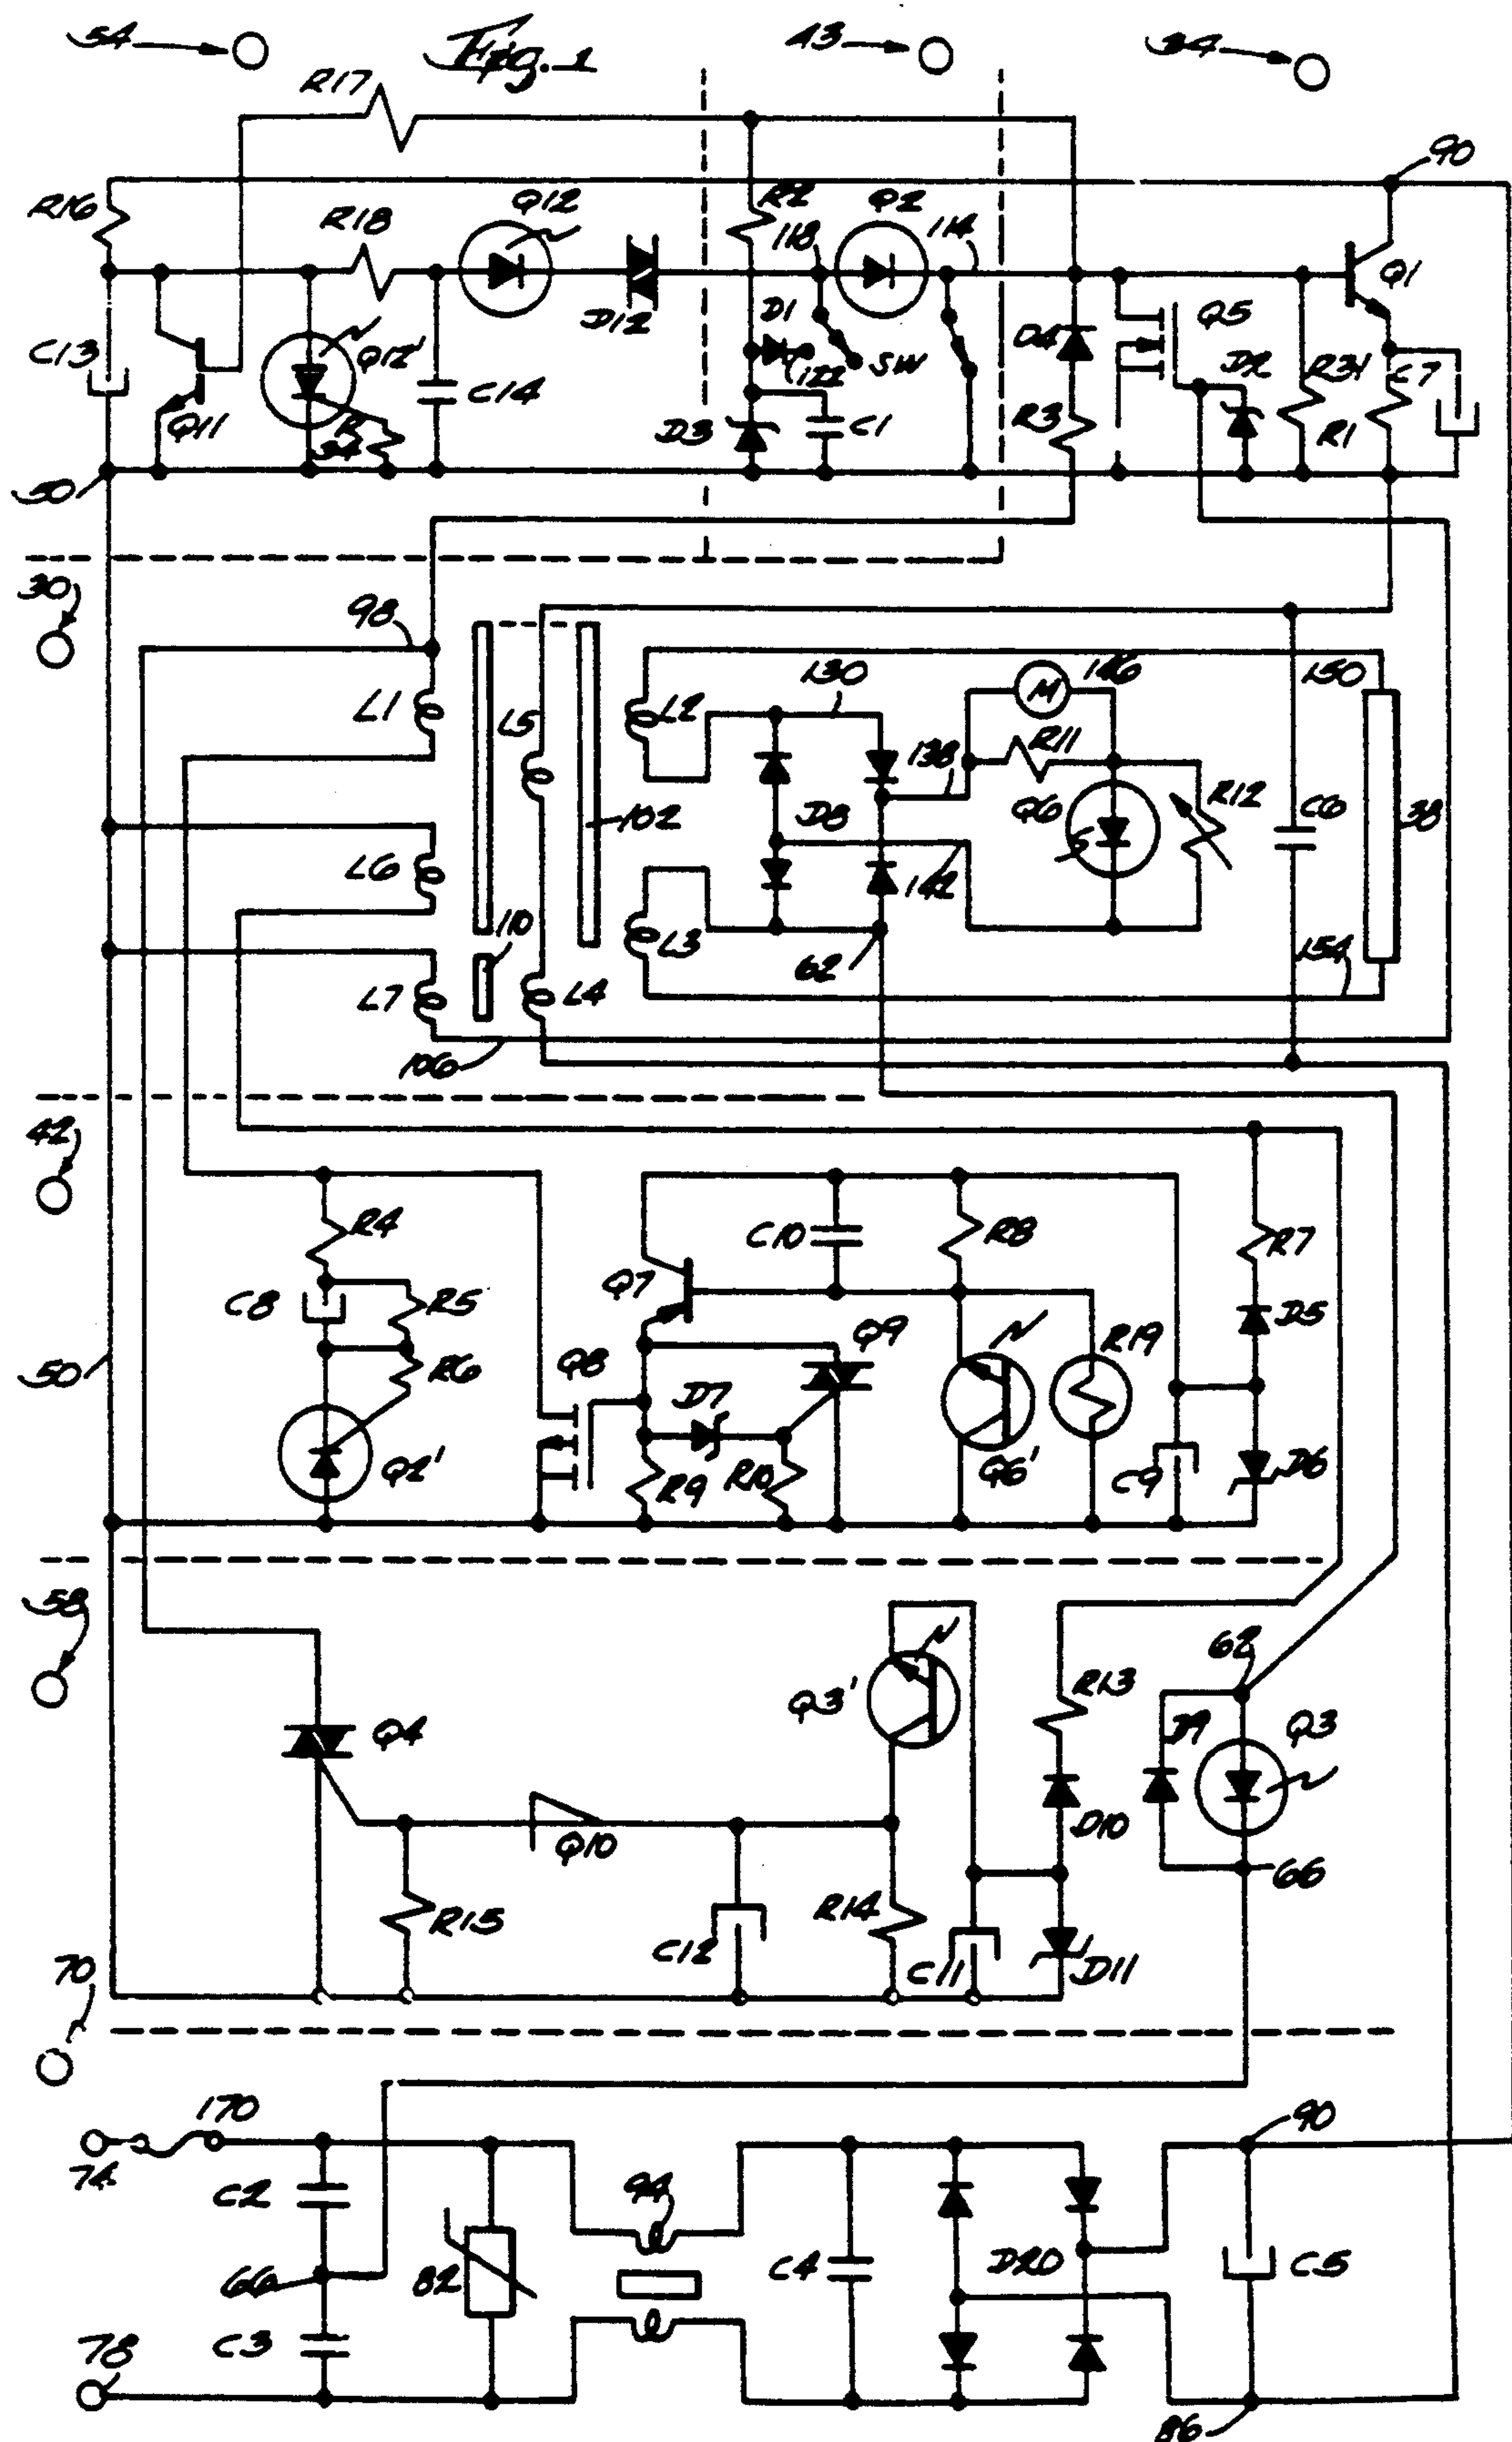 54 Fig. 1 43 34
R17
90
R16 R18 Q12 R2 Q2 114
118
Q1
D12 D1 Q5
C13 Q12' D4 D2 R31 C7
122 SW
C14
Q11 D3 C1 R3 R1
50
30 98
L1 L5 L2 130 146 150
138 R11
102 D8 Q6 R12 C6 38
L6
142
110
L3 62
L7 L4 154
106
42
R4 C10 R8 R7
C8 R5 Q7 D5
Q9 R19
50 R6 Q8 D7
Q2' R9 R10 Q6' C9 D6
58
62
Q3' R13
Q4 D9 Q3
D10
Q10 66
R15 R14
C12 C11 D11
70
170 90
74
C2 94
66 82 C4 D20 C5
78 C3
86